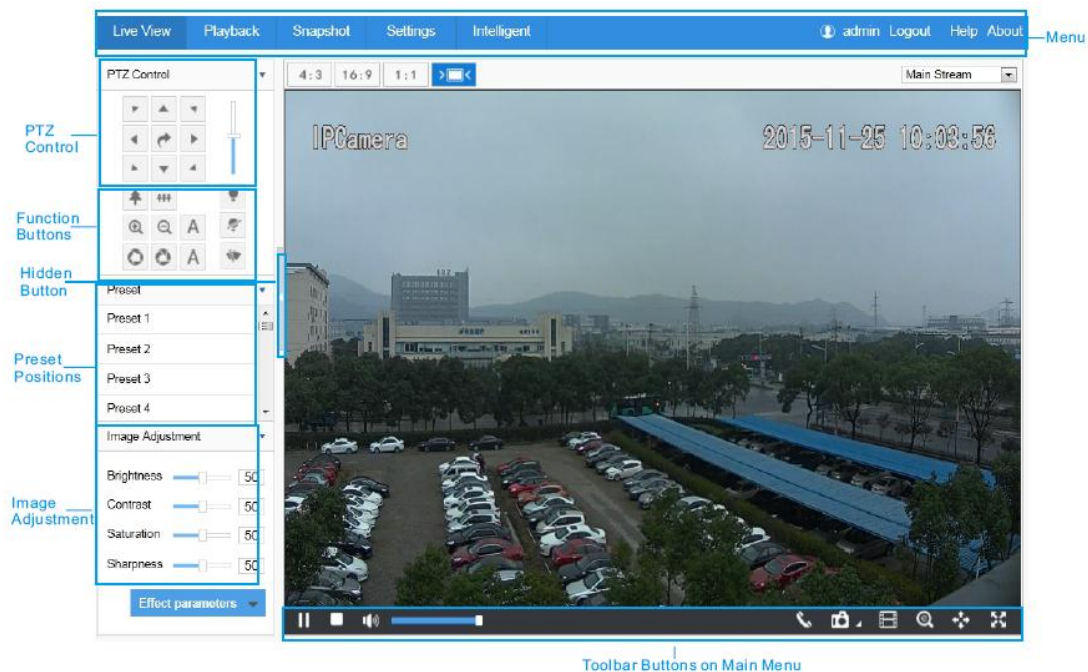 Live View Playback Snapshot Settings Intelligent admin Logout Help About
Menu
PTZ Control
4:3 16:9 1:1
Main Stream
PTZ
Control
IPCamera
2015-11-25 10:03:56
Function
Buttons
A
A
Hidden
Button
Preset
Preset 1
Preset 2
Preset 3
Preset 4
Preset
Positions
Image Adjustment
Brightness 50
Contrast 50
Saturation 50
Sharpness 50
Image
Adjustment
Effect parameters
Toolbar Buttons on Main Menu